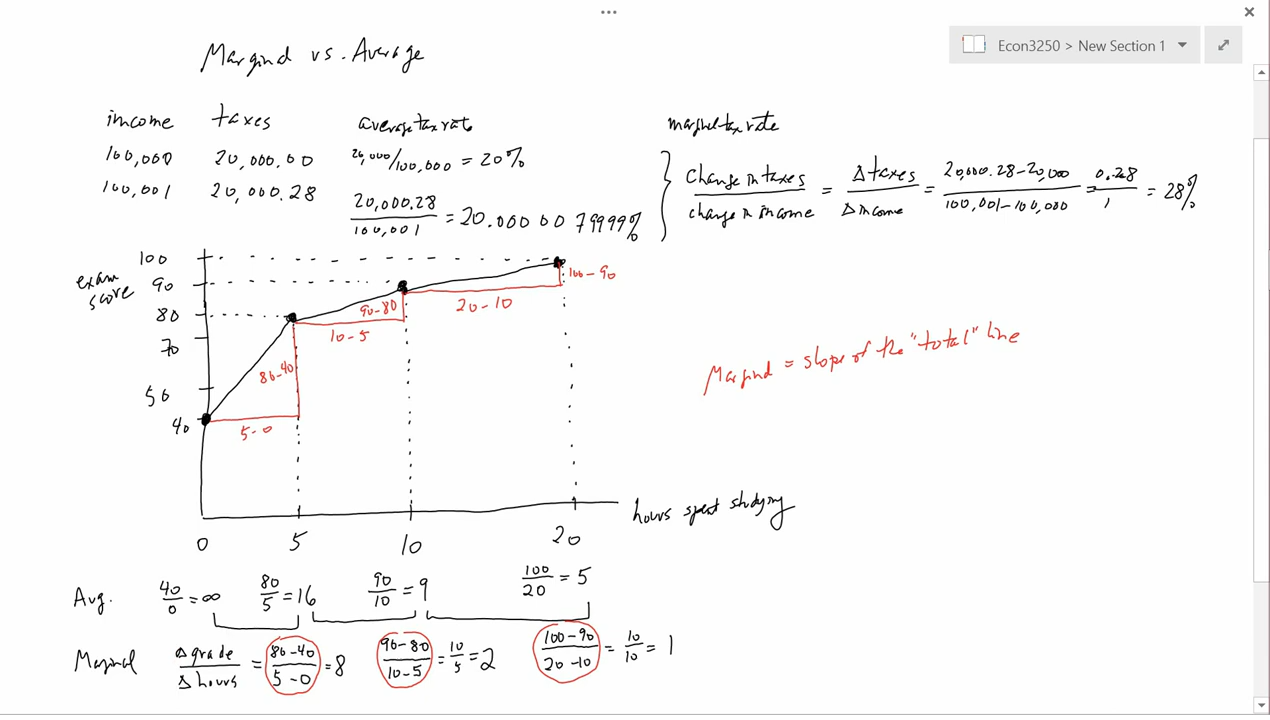 Econ3250 > New Section 1
Marginal vs. Average
income taxes average tax rate marginal tax rate
100,000 20,000.00 20,000/100,000 = 20%
100,001 20,000.28 20,000.28/100,001 = 20.00000079999%
change in taxes/change in income = Δtaxes/Δincome = 20,000.28-20,000/100,001-100,000 = 0.28/1 = 28%
exam score
100
90
80
70
50
40
100-90
90-80
20-10
10-5
80-40
5-0
Marginal = slope of the "total" line
hours spent studying
0 5 10 20
Avg. 40/0 = ∞ 80/5 = 16 90/10 = 9 100/20 = 5
Marginal Δgrade/Δhours = 80-40/5-0 = 8 90-80/10-5 = 10/5 = 2 100-90/20-10 = 10/10 = 1